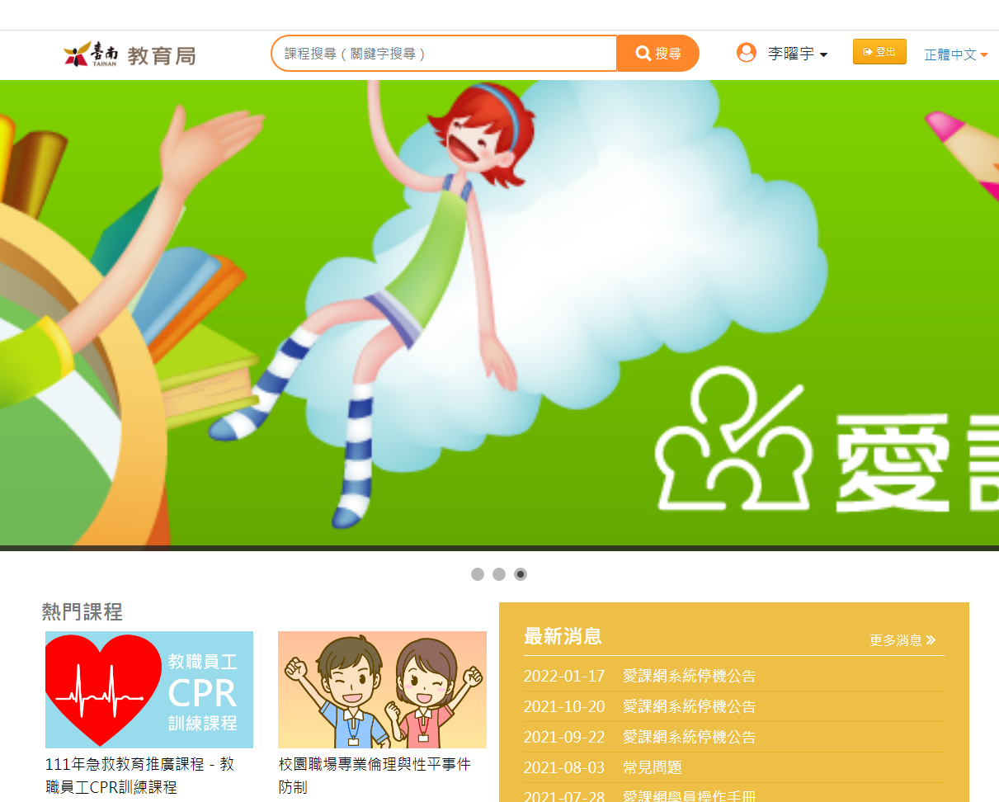 臺南
TAINAN
教育局
課程搜尋 ( 關鍵字搜尋 )
搜尋
李曜宇
登出
正體中文
愛
熱門課程
教職員工
CPR
訓練課程
111年急救教育推廣課程 - 教
職員工CPR訓練課程
校園職場專業倫理與性平事件
防制
最新消息
更多消息
2022-01-17 愛課網系統停機公告
2021-10-20 愛課網系統停機公告
2021-09-22 愛課網系統停機公告
2021-08-03 常見問題
2021-07-28 愛課網學員操作手冊